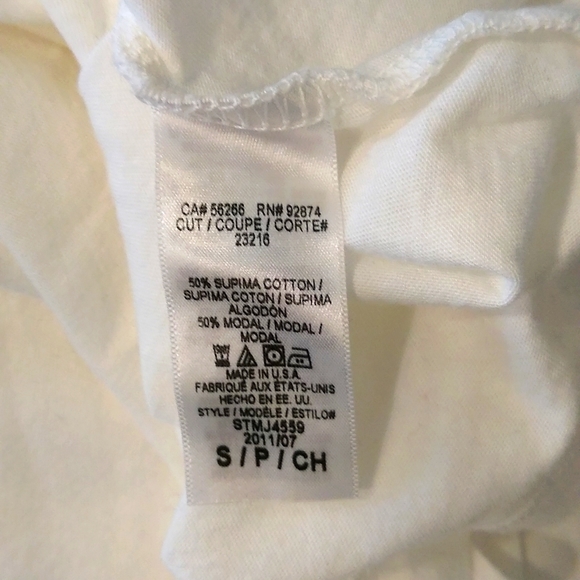 CA# 56266 RN# 92874
CUT / COUPE / CORTE#
23216
50% SUPIMA COTTON /
SUPIMA COTON / SUPIMA
ALGODÓN
50% MODAL / MODAL /
MODAL
MADE IN U.S.A.
FABRIQUÉ AUX ÉTATS-UNIS
HECHO EN EE. UU.
STYLE / MODÈLE / ESTILO#
STMJ4559
2011/07
S / P / CH